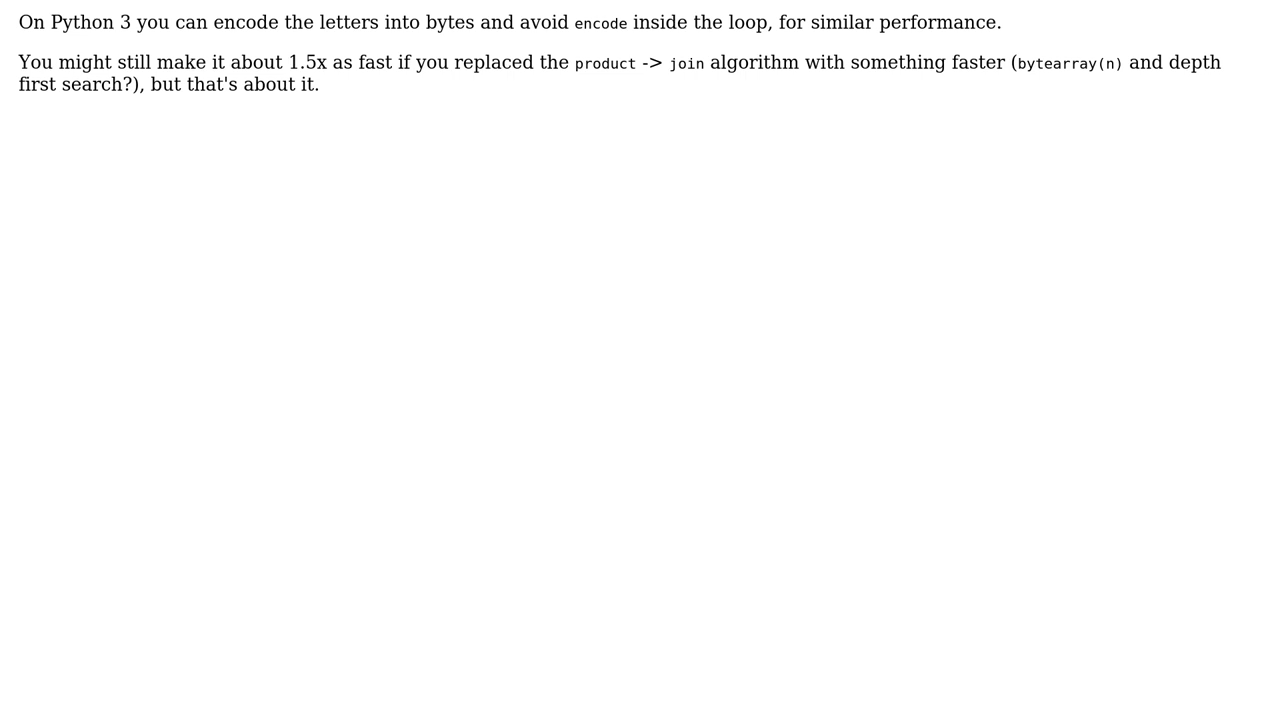 On Python 3 you can encode the letters into bytes and avoid encode inside the loop, for similar performance.
You might still make it about 1.5x as fast if you replaced the product -> join algorithm with something faster (bytearray(n) and depth
first search?), but that's about it.